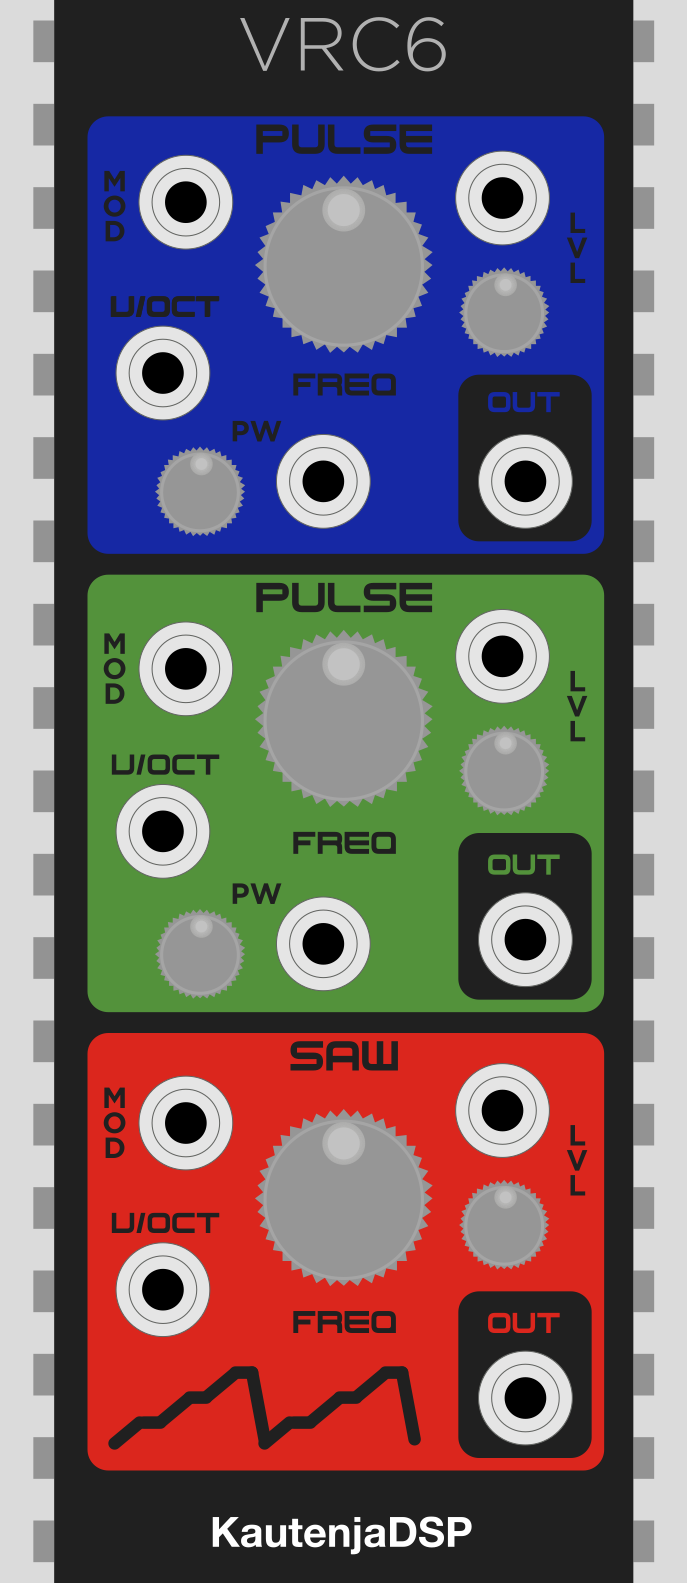 VRC6
PULSE
MOD
LVL
V/OCT
FREQ
OUT
PW
PULSE
MOD
LVL
V/OCT
FREQ
OUT
PW
SAW
MOD
LVL
V/OCT
FREQ
OUT
KautenjaDSP